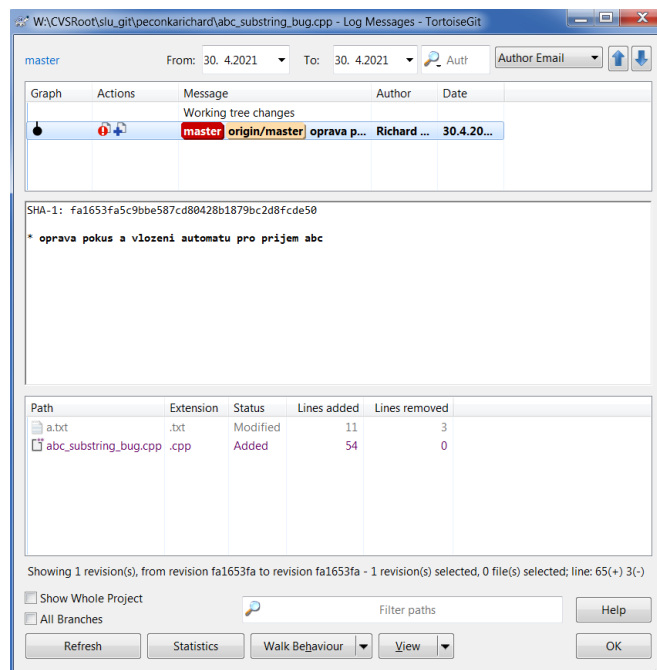 W:\CVSRoot\slu_git\peconkarichard\abc_substring_bug.cpp - Log Messages - TortoiseGit
master From: 30. 4.2021 To: 30. 4.2021 Auth Author Email
Graph Actions Message Author Date
Working tree changes
master origin/master oprava p... Richard ... 30.4.20...
SHA-1: fa1653fa5c9bbe587cd80428b1879bc2d8fcde50
* oprava pokus a vlozeni automatu pro prijem abc
Path Extension Status Lines added Lines removed
a.txt .txt Modified 11 3
abc_substring_bug.cpp .cpp Added 54 0
Showing 1 revision(s), from revision fa1653fa to revision fa1653fa - 1 revision(s) selected, 0 file(s) selected; line: 65(+) 3(-)
Show Whole Project
All Branches
Filter paths
Help
Refresh Statistics Walk Behaviour View OK